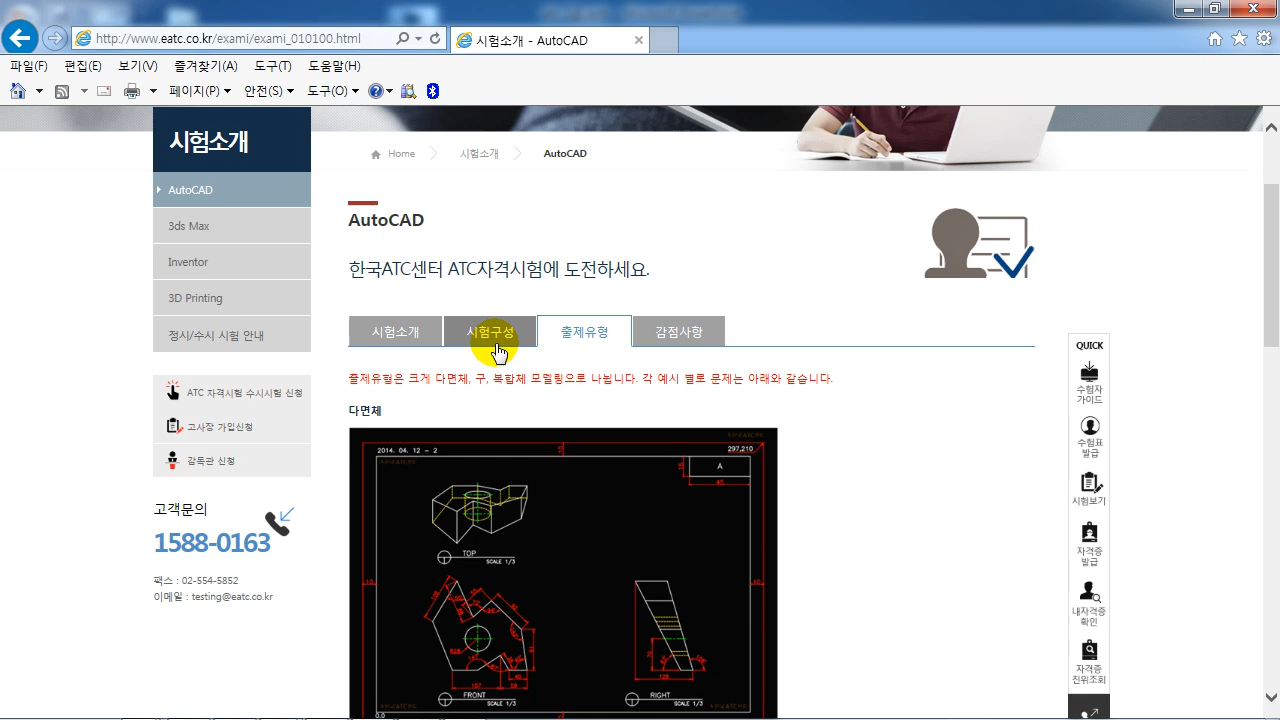 http://www.eatc.co.kr/exami/exami_010100.html
시험소개 - AutoCAD
파일(F) 편집(E) 보기(V) 즐겨찾기(A) 도구(T) 도움말(H)
페이지(P) 안전(S) 도구(O)
시험소개
AutoCAD
3ds Max
Inventor
3D Printing
정시/수시 시험 안내
ATC 자격시험 수시시험 신청
고사장 가입신청
감독관 신청
고객문의
1588-0163
팩스 : 02-554-5852
이메일 : testing@eatc.co.kr
Home 시험소개 AutoCAD
AutoCAD
한국ATC센터 ATC자격시험에 도전하세요.
시험소개 시험구성 출제유형 감점사항
출제유형은 크게 다면체, 구, 복합체 모델링으로 나뉩니다. 각 예시 별로 문제는 아래와 같습니다.
다면체
2014. 04. 12 - 2
297,210
A
TOP
SCALE 1/3
FRONT
SCALE 1/3
RIGHT
SCALE 1/3
0,0
QUICK
수험자
가이드
수험표
발급
시험보기
자격증
발급
내자격증
확인
자격증
진위조회